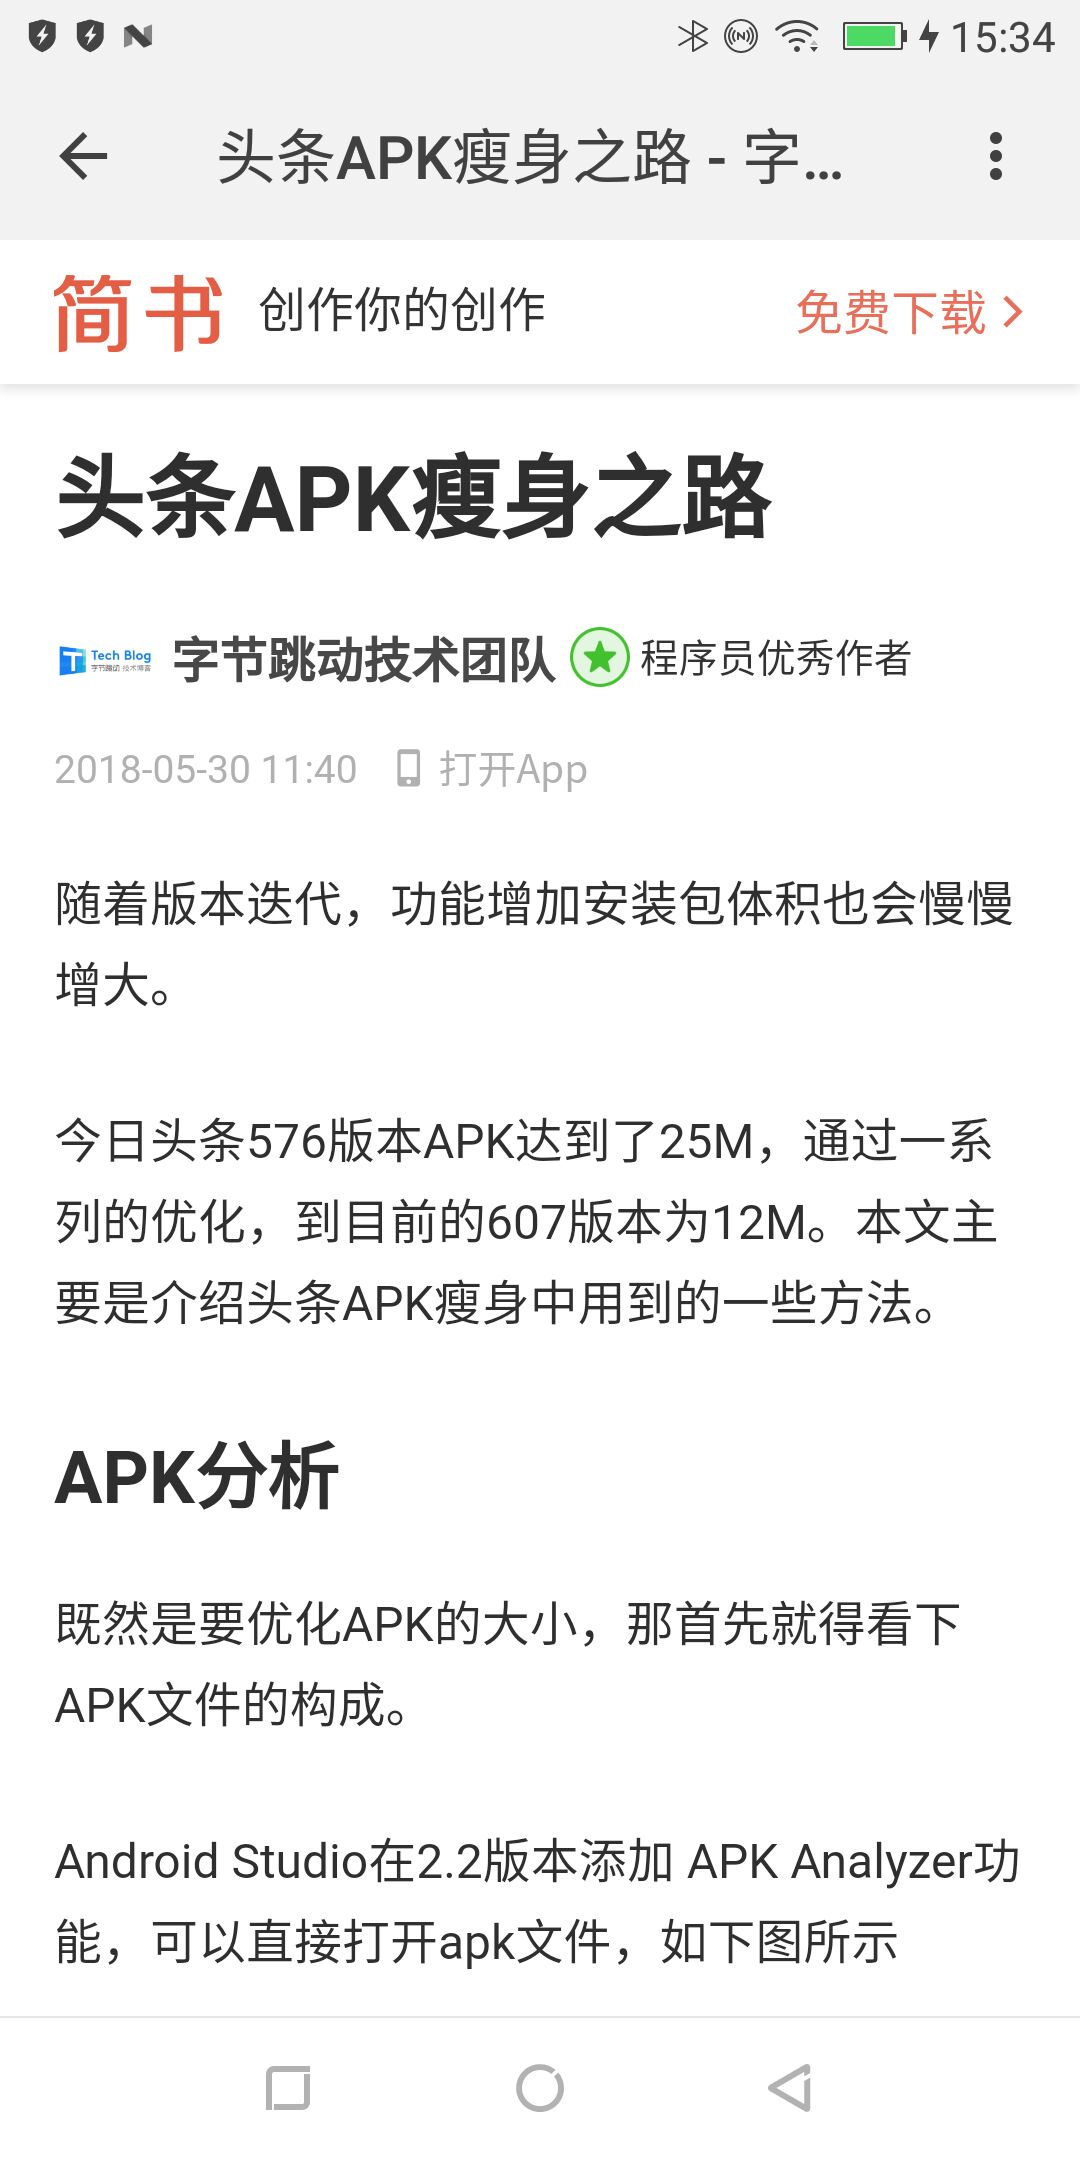 15:34
头条APK瘦身之路 - 字...
简书 创作你的创作 免费下载
头条APK瘦身之路
Tech Blog
字节跳动 技术博客
字节跳动技术团队 程序员优秀作者
2018-05-30 11:40 打开App
随着版本迭代，功能增加安装包体积也会慢慢
增大。
今日头条576版本APK达到了25M，通过一系
列的优化，到目前的607版本为12M。本文主
要是介绍头条APK瘦身中用到的一些方法。
APK分析
既然是要优化APK的大小，那首先就得看下
APK文件的构成。
Android Studio在2.2版本添加 APK Analyzer功
能，可以直接打开apk文件，如下图所示